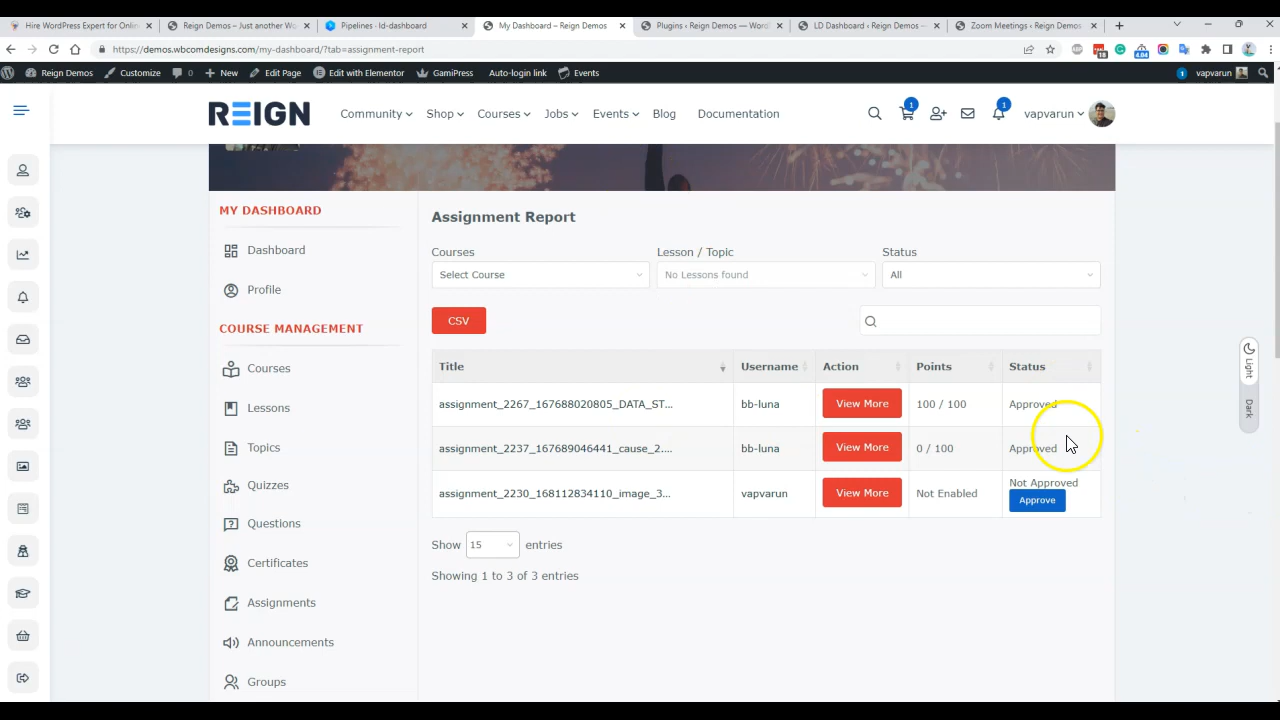 Hire WordPress Expert for Onlin
Reign Demos – Just another Wo
Pipelines - ld-dashboard
My Dashboard – Reign Demos
Plugins ‹ Reign Demos — Word
LD Dashboard ‹ Reign Demos –
Zoom Meetings ‹ Reign Demos
https://demos.wbcomdesigns.com/my-dashboard/?tab=assignment-report
18
4.04
Reign Demos
Customize
0
New
Edit Page
Edit with Elementor
GamiPress
Auto-login link
Events
1
vapvarun
REIGN
Community
Shop
Courses
Jobs
Events
Blog
Documentation
1
1
vapvarun
MY DASHBOARD
Dashboard
Profile
COURSE MANAGEMENT
Courses
Lessons
Topics
Quizzes
Questions
Certificates
Assignments
Announcements
Groups
Assignment Report
Courses
Lesson / Topic
Status
Select Course
No Lessons found
All
CSV
Title
Username
Action
Points
Status
assignment_2267_167688020805_DATA_ST...
bb-luna
View More
100 / 100
Approved
assignment_2237_167689046441_cause_2....
bb-luna
View More
0 / 100
Approved
assignment_2230_168112834110_image_3...
vapvarun
View More
Not Enabled
Not Approved
Approve
Show 15 entries
Showing 1 to 3 of 3 entries
Light
Dark